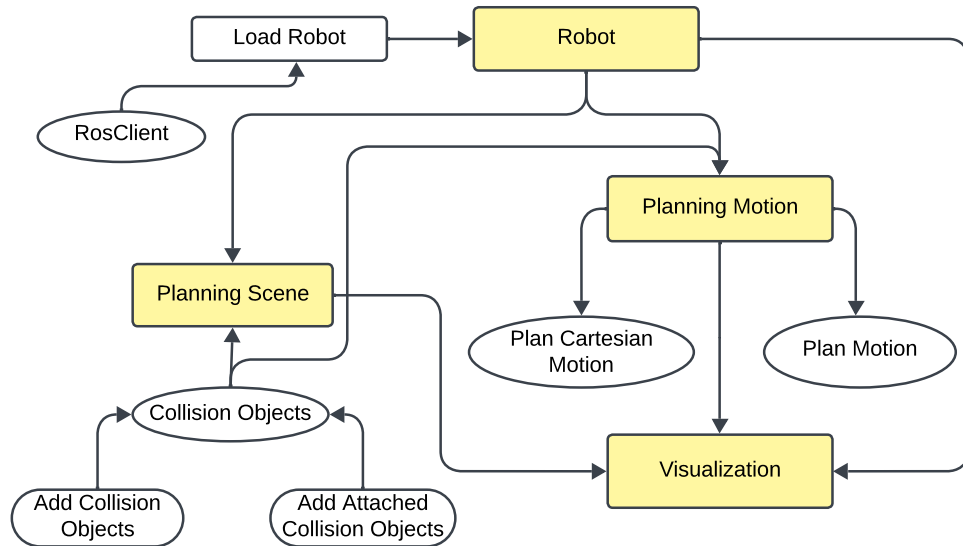 Load Robot
Robot
RosClient
Planning Motion
Planning Scene
Plan Cartesian
Motion
Plan Motion
Collision Objects
Visualization
Add Collision
Objects
Add Attached
Collision Objects